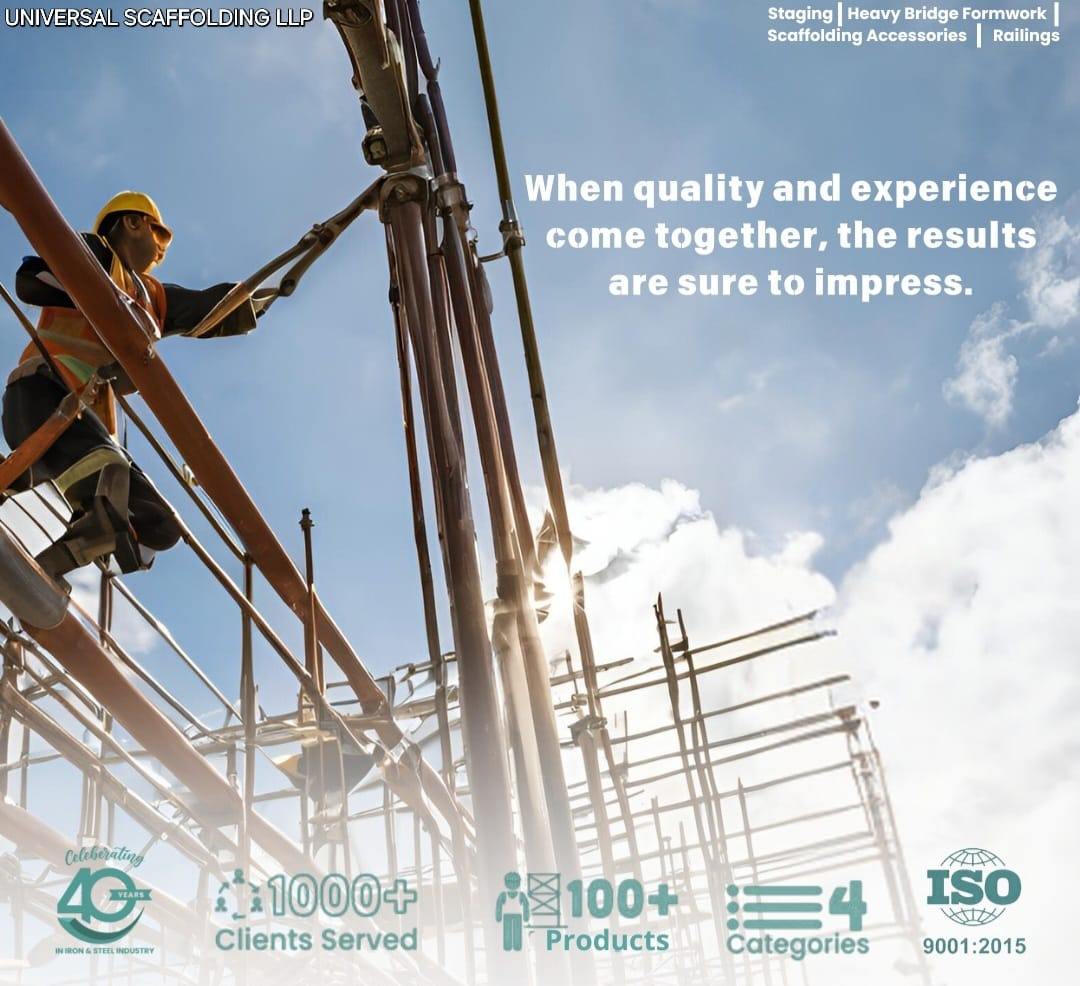 UNIVERSAL SCAFFOLDING LLP
Staging | Heavy Bridge Formwork |
Scaffolding Accessories | Railings
When quality and experience
come together, the results
are sure to impress.
Celebrating
40 YEARS
IN IRON & STEEL INDUSTRY
1000+
Clients Served
100+
Products
4
Categories
ISO
9001:2015